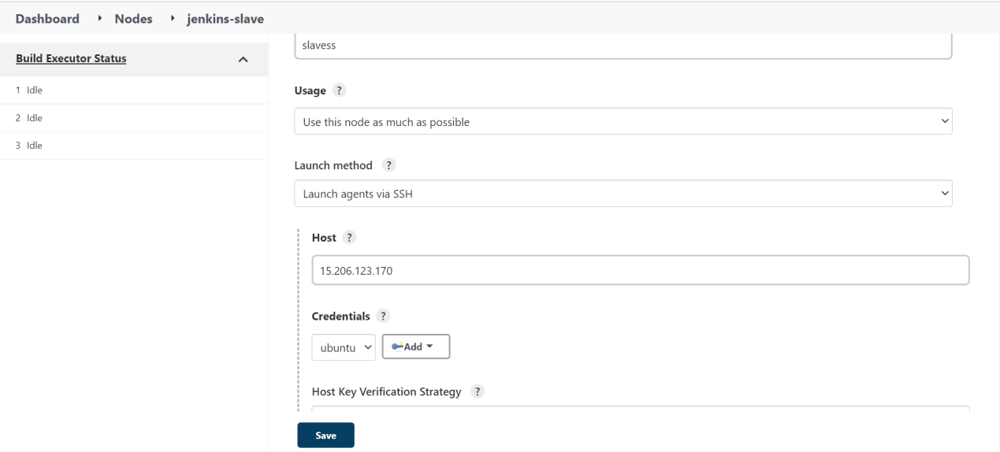 Dashboard Nodes jenkins-slave
Build Executor Status
1 Idle
2 Idle
3 Idle
slavess
Usage ?
Use this node as much as possible
Launch method ?
Launch agents via SSH
Host ?
15.206.123.170
Credentials ?
ubuntu Add
Host Key Verification Strategy ?
Save